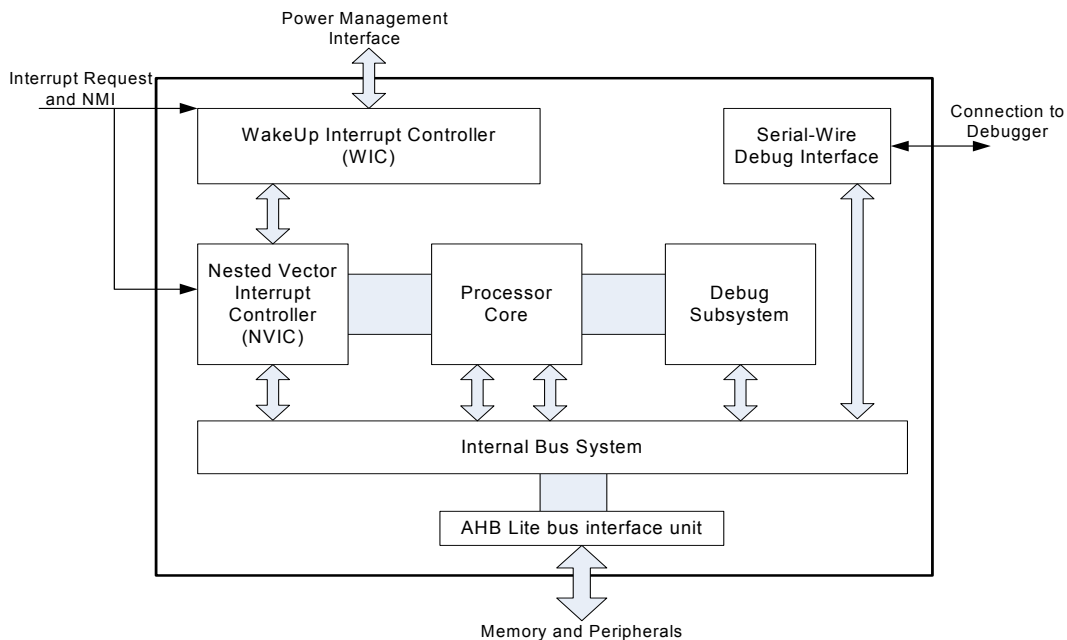 Power Management
Interface
Interrupt Request
and NMI
WakeUp Interrupt Controller
(WIC)
Serial-Wire
Debug Interface
Connection to
Debugger
Nested Vector
Interrupt
Controller
(NVIC)
Processor
Core
Debug
Subsystem
Internal Bus System
AHB Lite bus interface unit
Memory and Peripherals